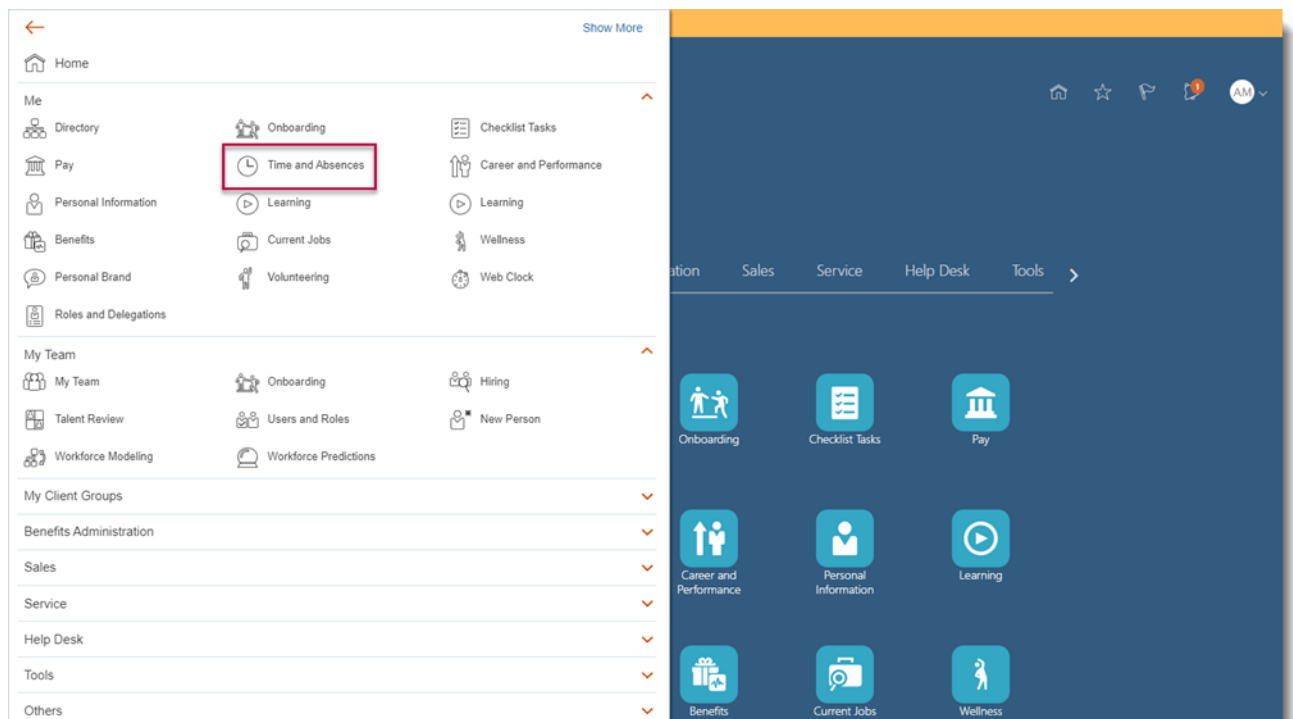 Show More
Home
Me
Directory
Onboarding
Checklist Tasks
Pay
Time and Absences
Career and Performance
Personal Information
Learning
Learning
Benefits
Current Jobs
Wellness
Personal Brand
Volunteering
Web Clock
Roles and Delegations
My Team
My Team
Onboarding
Hiring
Talent Review
Users and Roles
New Person
Workforce Modeling
Workforce Predictions
My Client Groups
Benefits Administration
Sales
Service
Help Desk
Tools
Others
1
AM
ation
Sales
Service
Help Desk
Tools
Onboarding
Checklist Tasks
Pay
Career and
Performance
Personal
Information
Learning
Benefits
Current Jobs
Wellness